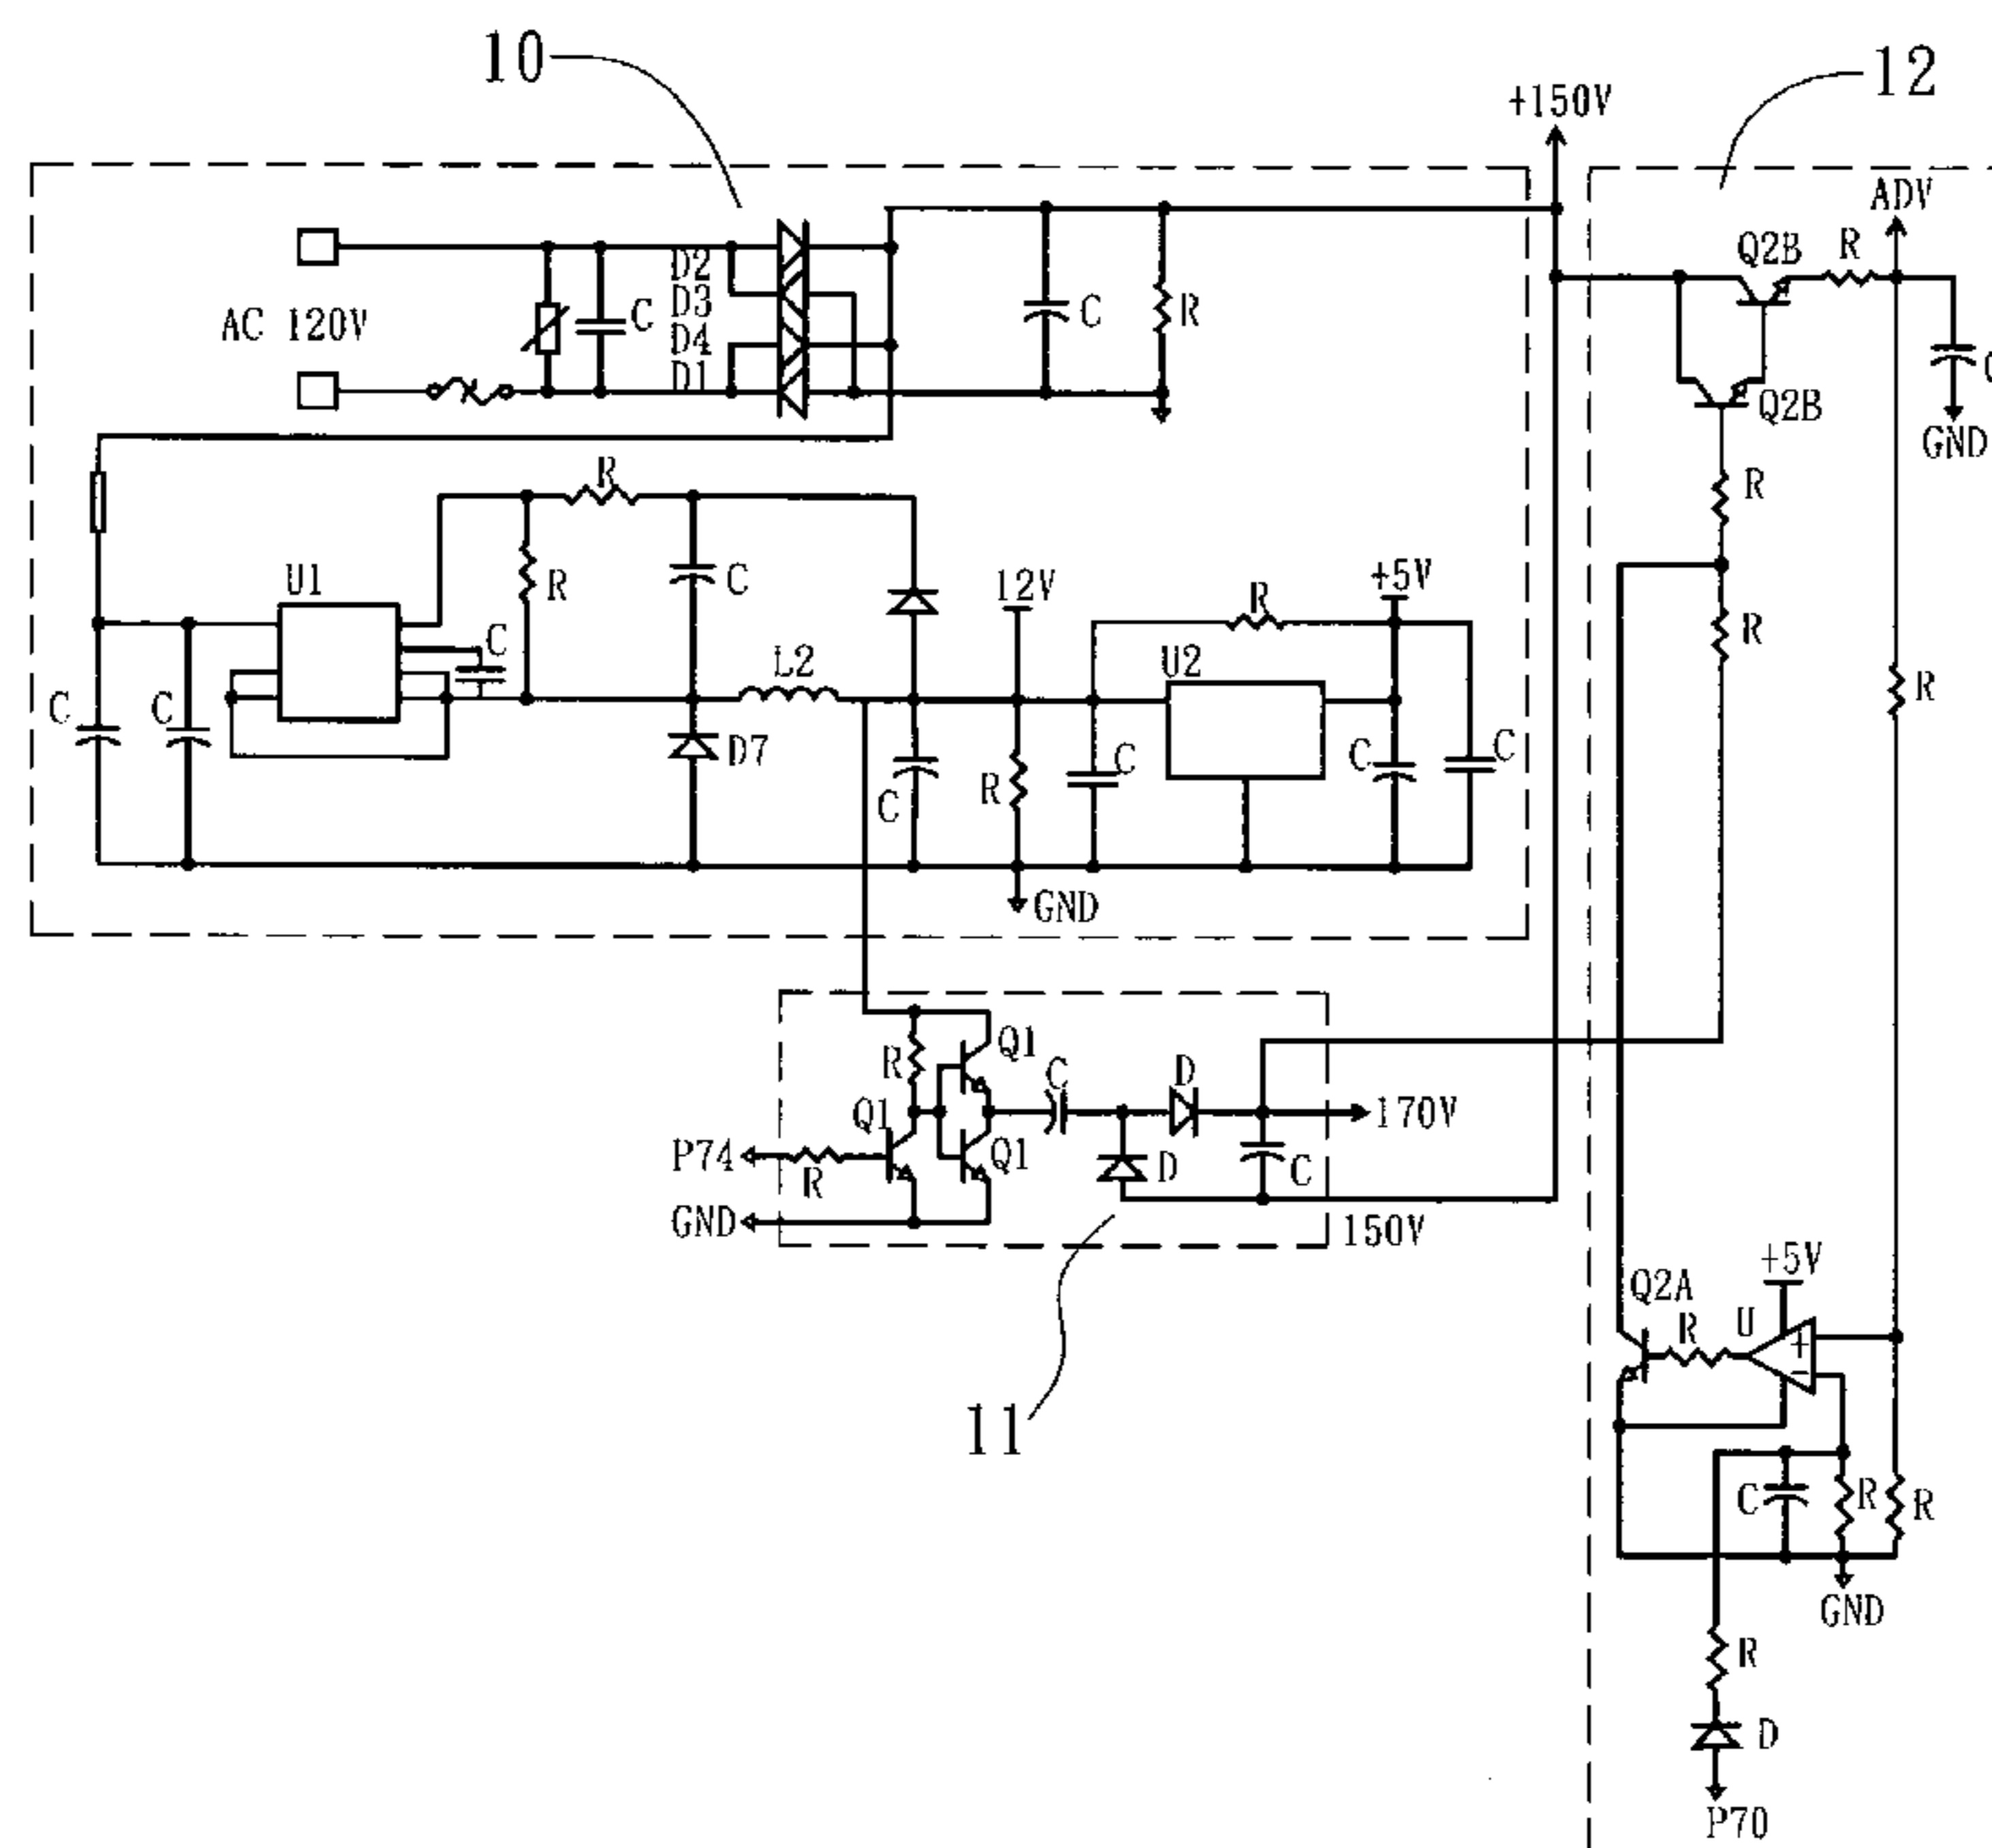 10
12
+150V
ADV
Q2B
R
D2
D3
D4
D1
AC 120V
C
C
R
Q2B
GND
R
R
U1
R
C
12V
R
+5V
R
C
L2
U2
R
C
C
D7
C
R
C
C
C
R
GND
Q1
R
C
D
Q1
170V
P74
R
Q1
D
C
GND
150V
+5V
Q2A
R
U
+
−
11
C
R
R
GND
R
D
P70